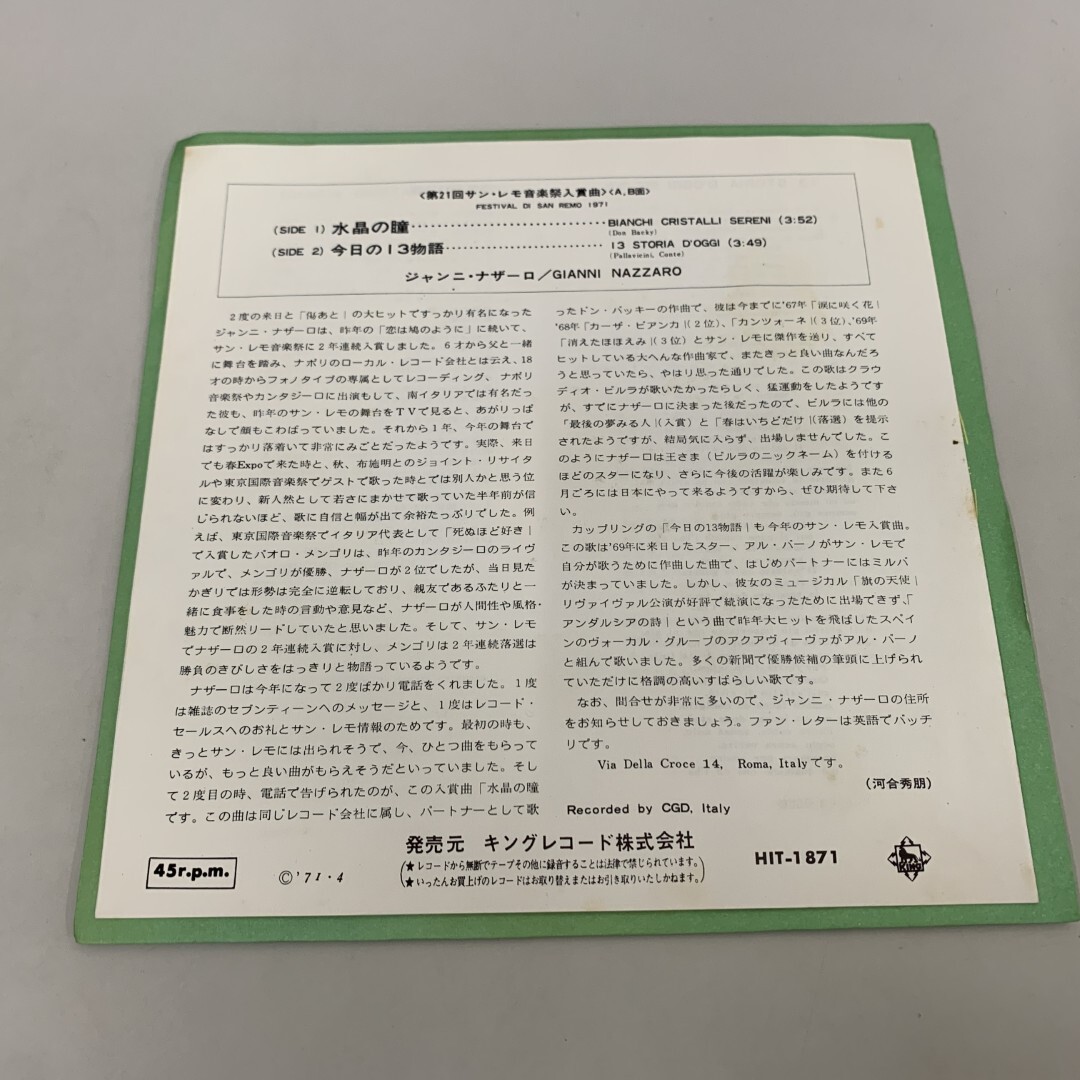 〈第21回サン・レモ音楽祭入賞曲〉〈A,B面〉
FESTIVAL DI SAN REMO 1971
(SIDE 1) 水晶の瞳 BIANCHI CRISTALLI SERENI (3:52)
(Don Backy)
(SIDE 2) 今日の13物語 13 STORIA D'OGGI (3:49)
(Pallavicini, Conte)
ジャンニ・ナザーロ/GIANNI NAZZARO
2度の来日と「傷あと」の大ヒットですっかり有名になった
ジャンニ・ナザーロは、昨年の「恋は鳩のように」に続いて、
サン・レモ音楽祭に2年連続入賞しました。6才から父と一緒
に舞台を踏み、ナポリのローカル・レコード会社とは云え、18
才の時からフォノタイプの専属としてレコーディング、ナポリ
音楽祭やカンタジーロに出演もして、南イタリアでは有名だっ
た彼も、昨年のサン・レモの舞台をTVで見ると、あがりっぱ
なしで顔もこわばっていました。それから1年、今年の舞台で
はすっかり落着いて非常にみごとだったようです。実際、来日
でも春Expoで来た時と、秋、布施明とのジョイント・リサイタ
ルや東京国際音楽祭でゲストで歌った時とでは別人かと思う位
に変わり、新人然として若さにまかせて歌っていた半年前が信
じられないほど、歌に自信と幅が出て余裕たっぷりでした。例
えば、東京国際音楽祭でイタリア代表として「死ぬほど好き」
で入賞したパオロ・メンゴリは、昨年のカンタジーロのライヴ
ァルで、メンゴリが優勝、ナザーロが2位でしたが、当日見た
かぎりでは形勢は完全に逆転しており、親友であるふたりと一
緒に食事をした時の言動や意見など、ナザーロが人間性や風格・
魅力で断然リードしていたと思いました。そして、サン・レモ
でナザーロの2年連続入賞に対し、メンゴリは2年連続落選は
勝負のきびしさをはっきりと物語っているようです。
ナザーロは今年になって2度ばかり電話をくれました。1度
は雑誌のセブンティーンへのメッセージと、1度はレコード・
セールスへのお礼とサン・レモ情報のためです。最初の時も、
きっとサン・レモには出られそうで、今、ひとつ曲をもらって
いるが、もっと良い曲がもらえそうだといっていました。そし
て2度目の時、電話で告げられたのが、この入賞曲「水晶の瞳」
です。この曲は同じレコード会社に属し、パートナーとして歌
ったドン・バッキーの作曲で、彼は今までに'67年「涙に咲く花」
'68年「カーザ・ビアンカ」(2位)、「カンツォーネ」(3位)、'69年
「消えたほほえみ」(3位)とサン・レモに傑作を送り、すべて
ヒットしている大へんな作曲家で、またきっと良い曲なんだろ
うと思っていたら、やはり思った通りでした。この歌はクラウ
ディオ・ビルラが歌いたかったらしく、猛運動をしたようです
が、すでにナザーロに決まった後だったので、ビルラには他の
「最後の夢みる人」(入賞)と「春はいちどだけ」(落選)を提示
されたようですが、結局気に入らず、出場しませんでした。こ
のようにナザーロは王さま(ビルラのニックネーム)を付ける
ほどのスターになり、さらに今後の活躍が楽しみです。また6
月ごろには日本にやって来るようですから、ぜひ期待して下さ
い。
カップリングの「今日の13物語」も今年のサン・レモ入賞曲。
この歌は'69年に来日したスター、アル・バーノがサン・レモで
自分が歌うために作曲した曲で、はじめパートナーにはミルバ
が決まっていました。しかし、彼女のミュージカル「旗の天使」
リヴァイヴァル公演が好評で続演になったために出場できず、「
アンダルシアの詩」という曲で昨年大ヒットを飛ばしたスペイ
ンのヴォーカル・グループのアクアヴィーヴァがアル・バーノ
と組んで歌いました。多くの新聞で優勝候補の筆頭に上げられ
ていただけに格調の高いすばらしい歌です。
なお、問合せが非常に多いので、ジャンニ・ナザーロの住所
をお知らせしておきましょう。ファン・レターは英語でバッチ
リです。
Via Della Croce 14, Roma, Italyです。
(河合秀朋)
Recorded by CGD, Italy
発売元 キングレコード株式会社
★レコードから無断でテープその他に録音することは法律で禁じられています。
★いったんお買上げのレコードはお取り替えまたはお引き取りいたしかねます。
45r.p.m.
©'71・4
HIT-1871
KING